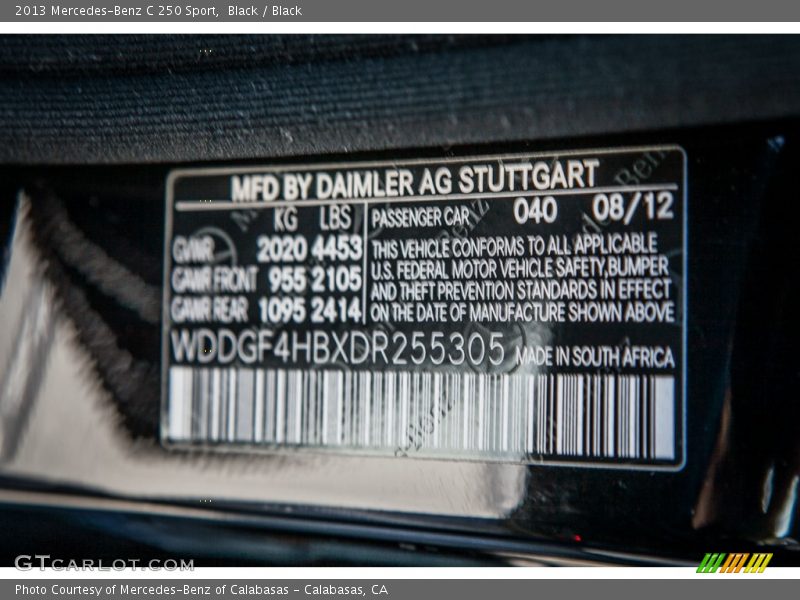 2013 Mercedes-Benz C 250 Sport,  Black / Black
MFD BY DAIMLER AG STUTTGART
KG LBS PASSENGER CAR 040 08/12
GVWR 2020 4453 THIS VEHICLE CONFORMS TO ALL APPLICABLE
GAWR FRONT 955 2105 U.S. FEDERAL MOTOR VEHICLE SAFETY,BUMPER
AND THEFT PREVENTION STANDARDS IN EFFECT
GAWR REAR 1095 2414 ON THE DATE OF MANUFACTURE SHOWN ABOVE
WDDGF4HBXDR255305 MADE IN SOUTH AFRICA
GTCARLOT.COM
Photo Courtesy of Mercedes-Benz of Calabasas - Calabasas, CA